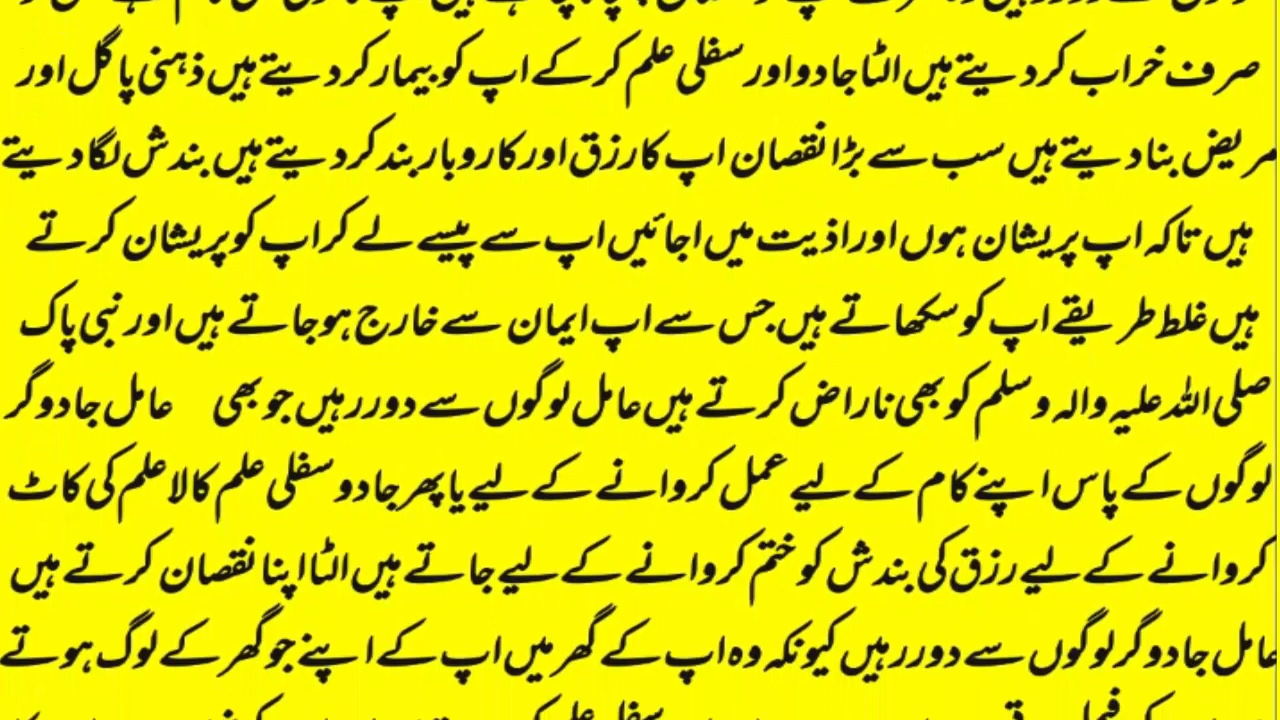 صرف خراب کر دیتے ہیں الٹا جادو اور سفلی علم کر کے اپ کو بیمار کر دیتے ہیں ذہنی پاگل اور
مریض بنا دیتے ہیں سب سے بڑا نقصان اپ کا رزق اور کاروبار بند کر دیتے ہیں بندش لگا دیتے
ہیں تاکہ اپ پریشان ہوں اور اذیت میں اجائیں اپ سے پیسے لے کر اپ کو پریشان کرتے
ہیں غلط طریقے اپ کو سکھاتے ہیں جس سے اپ ایمان سے خارج ہو جاتے ہیں اور نبی پاک
صلی اللہ علیہ والہ وسلم کو بھی ناراض کرتے ہیں عامل لوگوں سے دور رہیں جو بھی عامل جادوگر
لوگوں کے پاس اپنے کام کے لیے عمل کروانے کے لیے یا پھر جادو سفلی علم کالا علم کی کاٹ
کروانے کے لیے رزق کی بندش کو ختم کروانے کے لیے جاتے ہیں الٹا اپنا نقصان کرتے ہیں
عامل جادوگر لوگوں سے دور رہیں کیونکہ وہ اپ کے گھر میں اپ کے اپنے جو گھر کے لوگ ہوتے